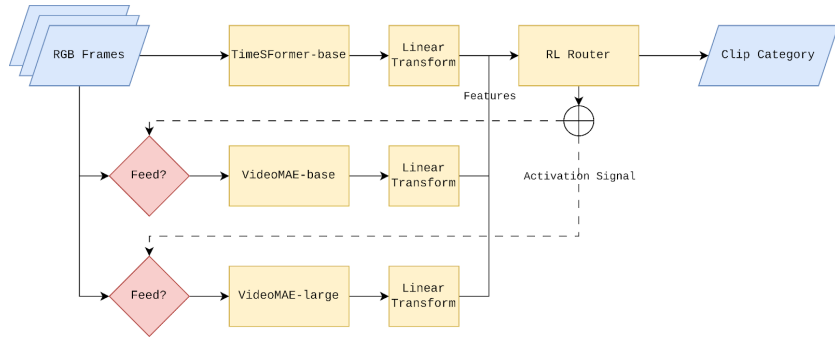 RGB Frames
TimeSFormer-base
Linear
Transform
RL Router
Clip Category
Features
Feed?
VideoMAE-base
Linear
Transform
Activation Signal
Feed?
VideoMAE-large
Linear
Transform